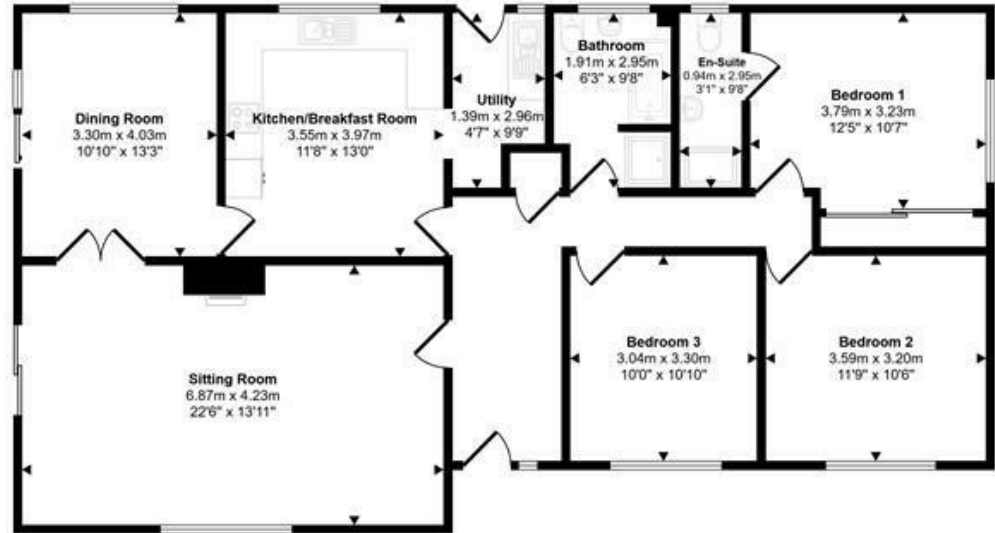 Dining Room
3.30m x 4.03m
10'10" x 13'3"
Kitchen/Breakfast Room
3.55m x 3.97m
11'8" x 13'0"
Utility
1.39m x 2.96m
4'7" x 9'9"
Bathroom
1.91m x 2.95m
6'3" x 9'8"
En-Suite
0.94m x 2.95m
3'1" x 9'8"
Bedroom 1
3.79m x 3.23m
12'5" x 10'7"
Sitting Room
6.87m x 4.23m
22'6" x 13'11"
Bedroom 3
3.04m x 3.30m
10'0" x 10'10"
Bedroom 2
3.59m x 3.20m
11'9" x 10'6"